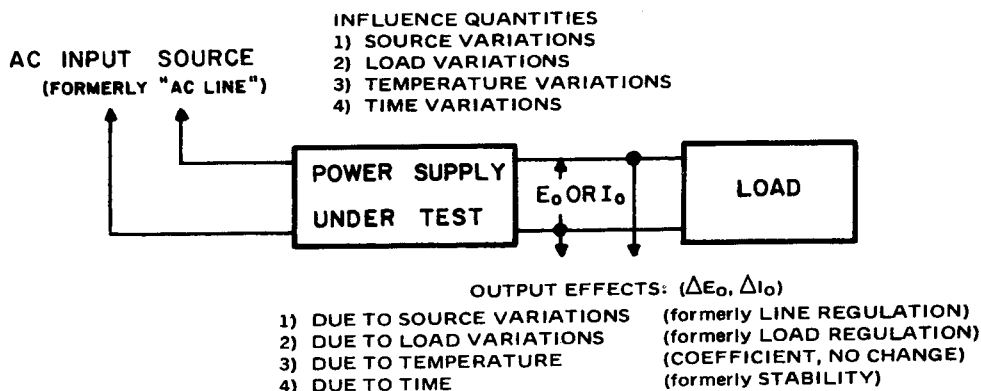 INFLUENCE QUANTITIES
1) SOURCE VARIATIONS
2) LOAD VARIATIONS
3) TEMPERATURE VARIATIONS
4) TIME VARIATIONS
AC INPUT SOURCE
(FORMERLY "AC LINE")
POWER SUPPLY
UNDER TEST
E₀ OR I₀
LOAD
OUTPUT EFFECTS: (ΔE₀, ΔI₀)
1) DUE TO SOURCE VARIATIONS (formerly LINE REGULATION)
2) DUE TO LOAD VARIATIONS (formerly LOAD REGULATION)
3) DUE TO TEMPERATURE (COEFFICIENT, NO CHANGE)
4) DUE TO TIME (formerly STABILITY)